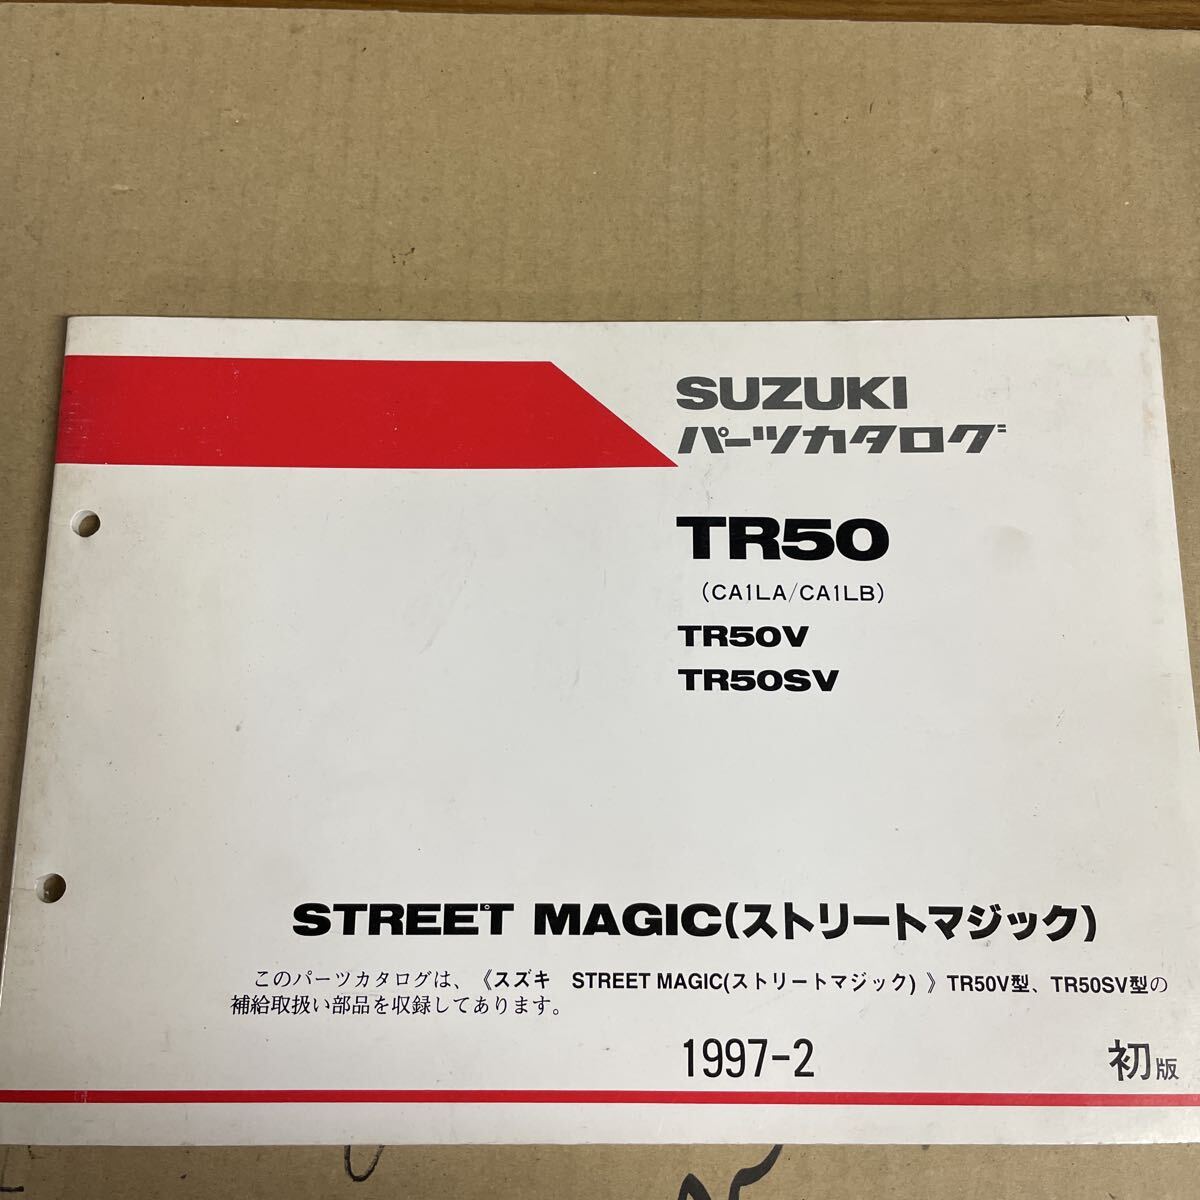 SUZUKI
パーツカタログ
TR50
(CA1LA/CA1LB)
TR50V
TR50SV
STREET MAGIC(ストリートマジック)
このパーツカタログは、《スズキ　STREET MAGIC(ストリートマジック) 》TR50V型、TR50SV型の
補給取扱い部品を収録してあります。
1997-2 初版